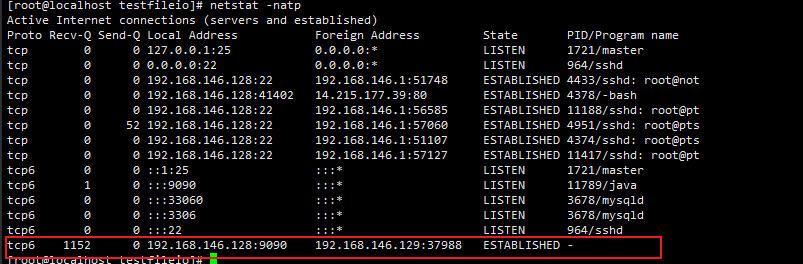 [root@localhost testfileio]# netstat -natp
Active Internet connections (servers and established)
Proto Recv-Q Send-Q Local Address Foreign Address State PID/Program name
tcp 0 0 127.0.0.1:25 0.0.0.0:* LISTEN 1721/master
tcp 0 0 0.0.0.0:22 0.0.0.0:* LISTEN 964/sshd
tcp 0 0 192.168.146.128:22 192.168.146.1:51748 ESTABLISHED 4433/sshd: root@not
tcp 0 0 192.168.146.128:41402 14.215.177.39:80 ESTABLISHED 4378/-bash
tcp 0 0 192.168.146.128:22 192.168.146.1:56585 ESTABLISHED 11188/sshd: root@pt
tcp 0 52 192.168.146.128:22 192.168.146.1:57060 ESTABLISHED 4951/sshd: root@pts
tcp 0 0 192.168.146.128:22 192.168.146.1:51107 ESTABLISHED 4374/sshd: root@pts
tcp 0 0 192.168.146.128:22 192.168.146.1:57127 ESTABLISHED 11417/sshd: root@pt
tcp6 0 0 ::1:25 :::* LISTEN 1721/master
tcp6 1 0 :::9090 :::* LISTEN 11789/java
tcp6 0 0 :::33060 :::* LISTEN 3678/mysqld
tcp6 0 0 :::3306 :::* LISTEN 3678/mysqld
tcp6 0 0 :::22 :::* LISTEN 964/sshd
tcp6 1152 0 192.168.146.128:9090 192.168.146.129:37988 ESTABLISHED -
[root@localhost testfileio]#